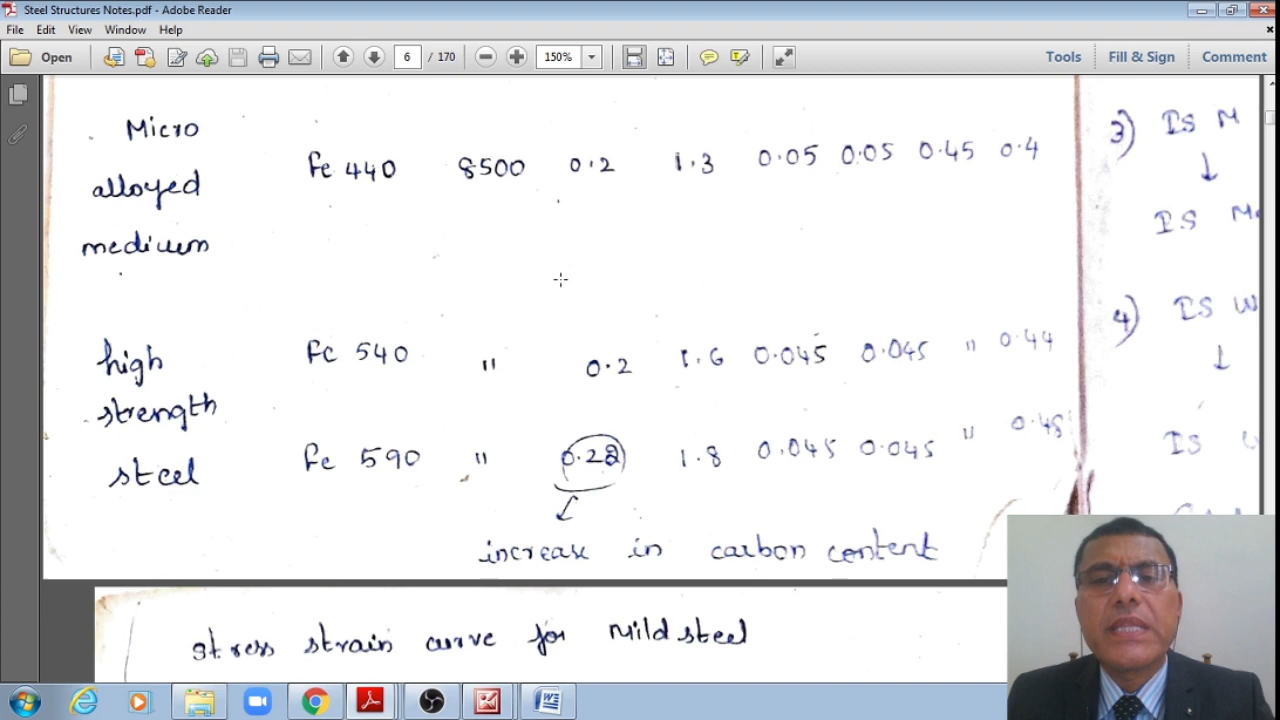 Steel Structures Notes.pdf - Adobe Reader
File Edit View Window Help
Open 6 / 170 150% Tools Fill & Sign Comment
Micro
alloyed
medium
Fe 440 8500 0.2 1.3 0.05 0.05 0.45 0.4
high
strength
steel
Fe 540 " 0.2 1.6 0.045 0.045 " 0.44
Fe 590 " 0.22 1.8 0.045 0.045 " 0.48
increase in carbon content
3) IS M
IS M
4) IS W
IS
stress strain curve for Mild steel